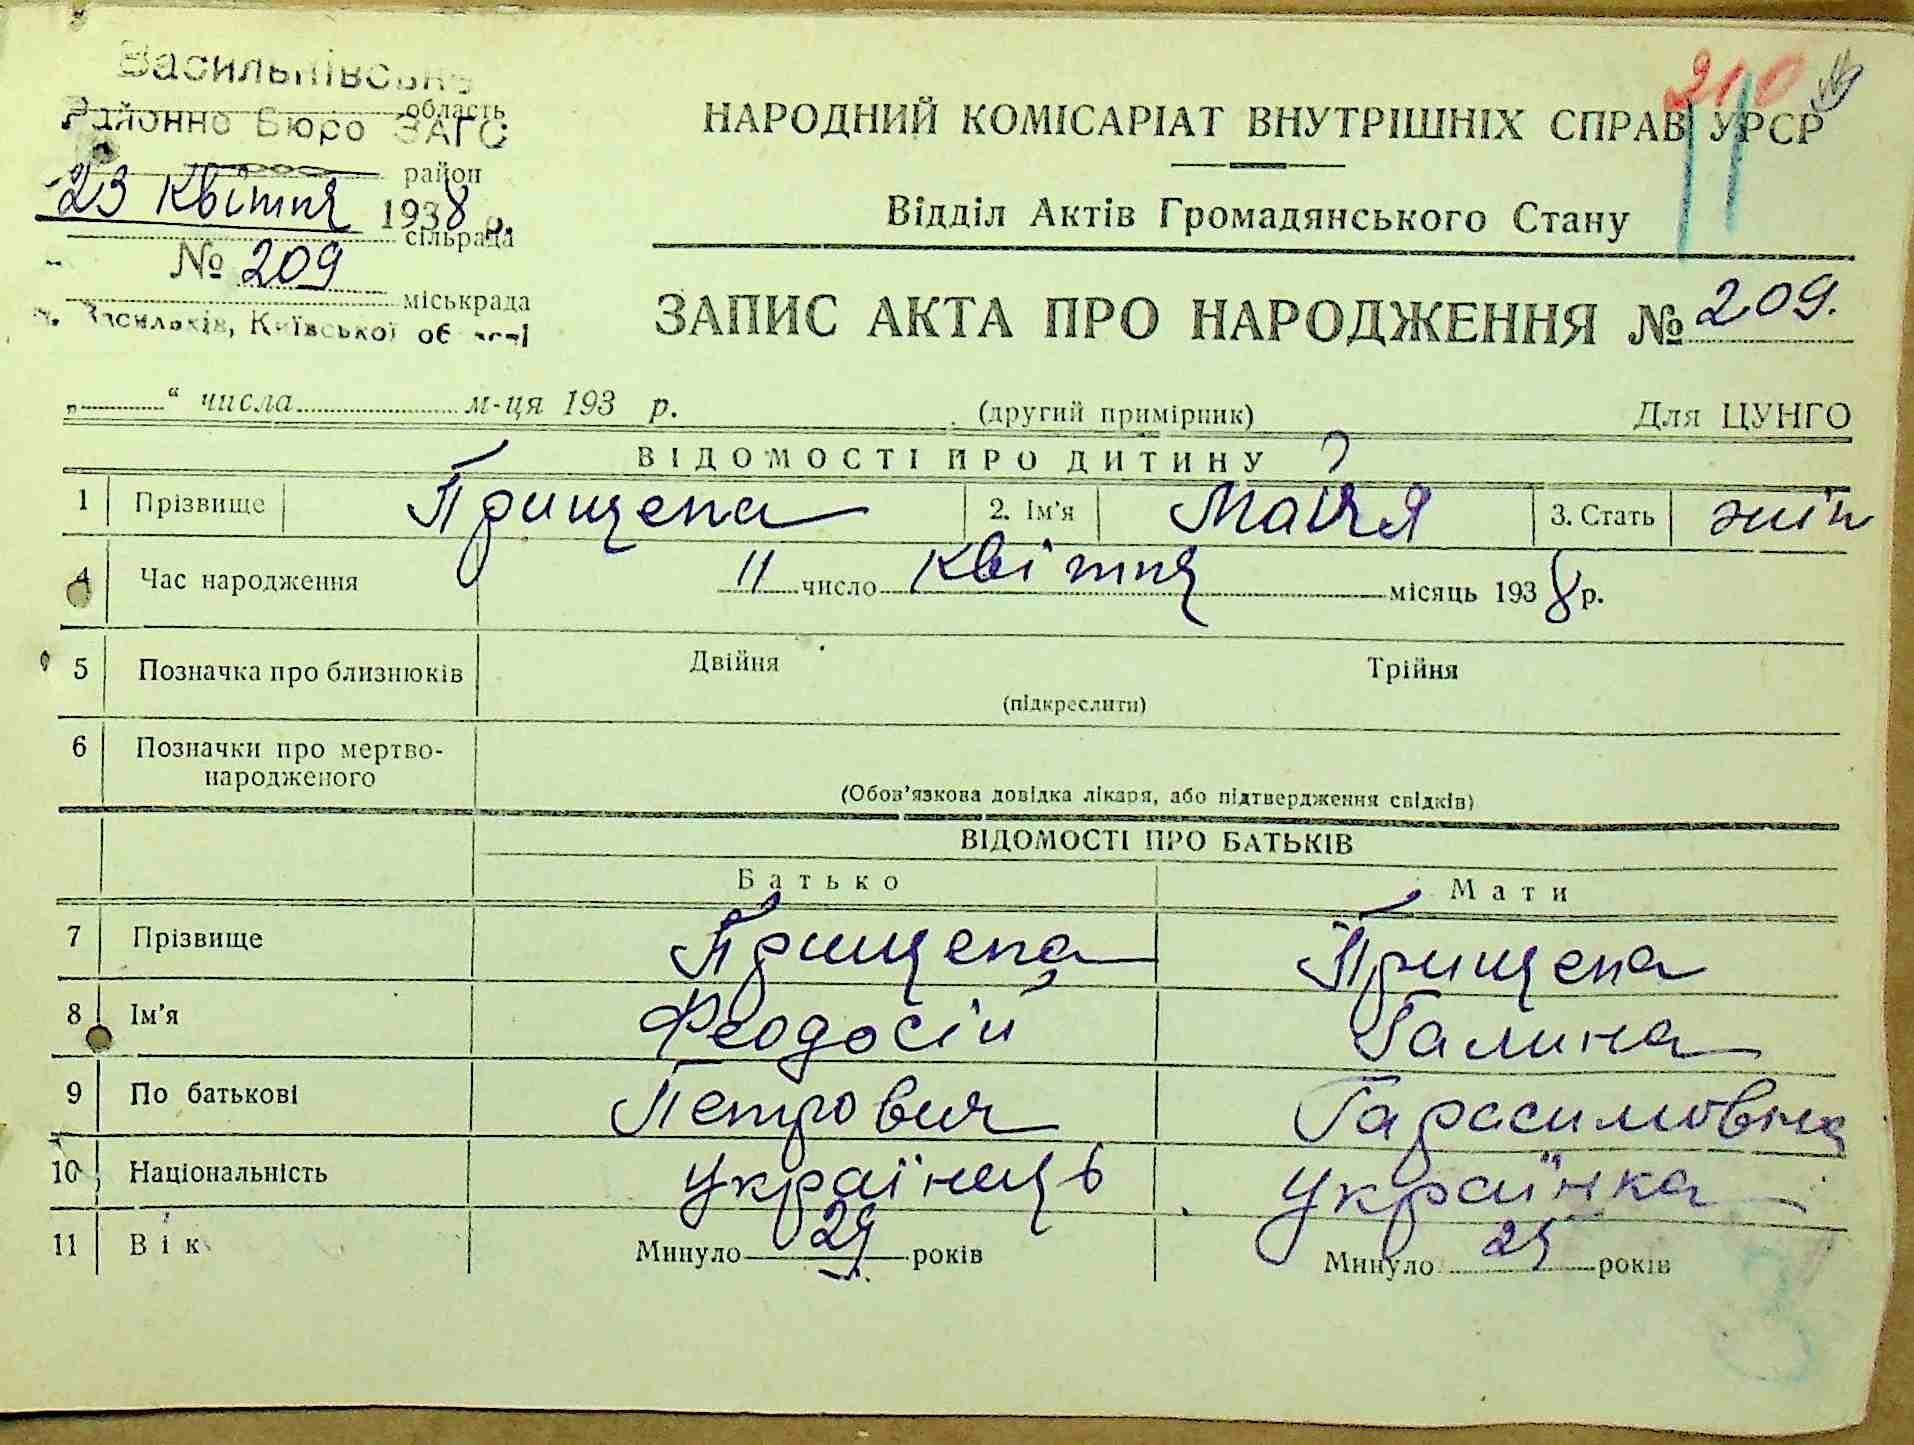 Васильківське
Районне Бюро ЗАГС
область
район
23 Квітня 1938 р.
сільрада
№ 209
міськрада
м. Васильків, Київської області
210
НАРОДНИЙ КОМІСАРІАТ ВНУТРІШНІХ СПРАВ УРСР
Відділ Актів Громадянського Стану
ЗАПИС АКТА ПРО НАРОДЖЕННЯ № 209.
„ “ числа м-ця 193 р.
(другий примірник)
Для ЦУНГО
ВІДОМОСТІ ПРО ДИТИНУ
1 Прізвище Прищепа 2. Ім'я Майя 3. Стать жін
4 Час народження 11 число Квітня місяць 1938 р.
5 Позначка про близнюків Двійня Трійня
(підкреслити)
6 Позначки про мертво-
народженого
(Обов'язкова довідка лікаря, або підтвердження свідків)
ВІДОМОСТІ ПРО БАТЬКІВ
Батько Мати
7 Прізвище Прищепа Прищепа
8 Ім'я Феодосій Галина
9 По батькові Петрович Гарасимовна
10 Національність Українець Українка
11 Вік Минуло років Минуло років